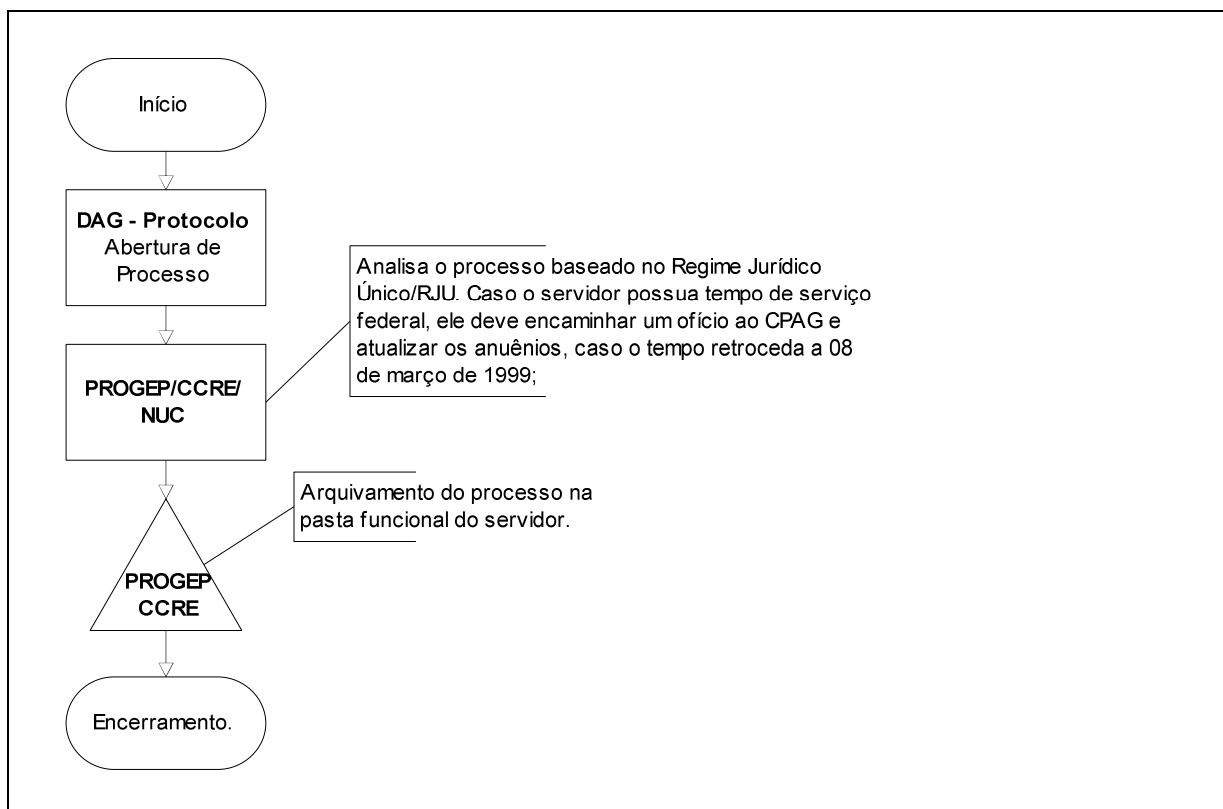 Início
DAG - Protocolo
Abertura de
Processo
Analisa o processo baseado no Regime Jurídico
Único/RJU. Caso o servidor possua tempo de serviço
federal, ele deve encaminhar um ofício ao CPAG e
atualizar os anuênios, caso o tempo retroceda a 08
de março de 1999;
PROGEP/CCRE/
NUC
Arquivamento do processo na
pasta funcional do servidor.
PROGEP
CCRE
Encerramento.